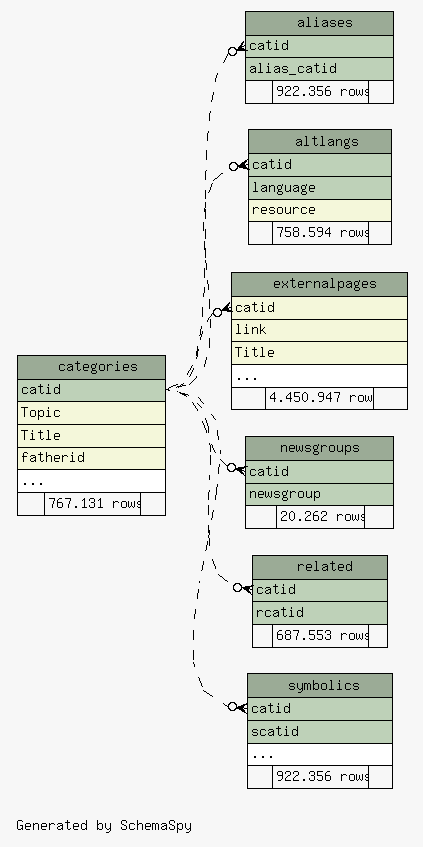 aliases
catid
alias_catid
922.356 rows
altlangs
catid
language
resource
758.594 rows
externalpages
catid
link
Title
...
4.450.947 row
categories
catid
Topic
Title
fatherid
...
767.131 rows
newsgroups
catid
newsgroup
20.262 rows
related
catid
rcatid
687.553 rows
symbolics
catid
scatid
...
922.356 rows
Generated by SchemaSpy